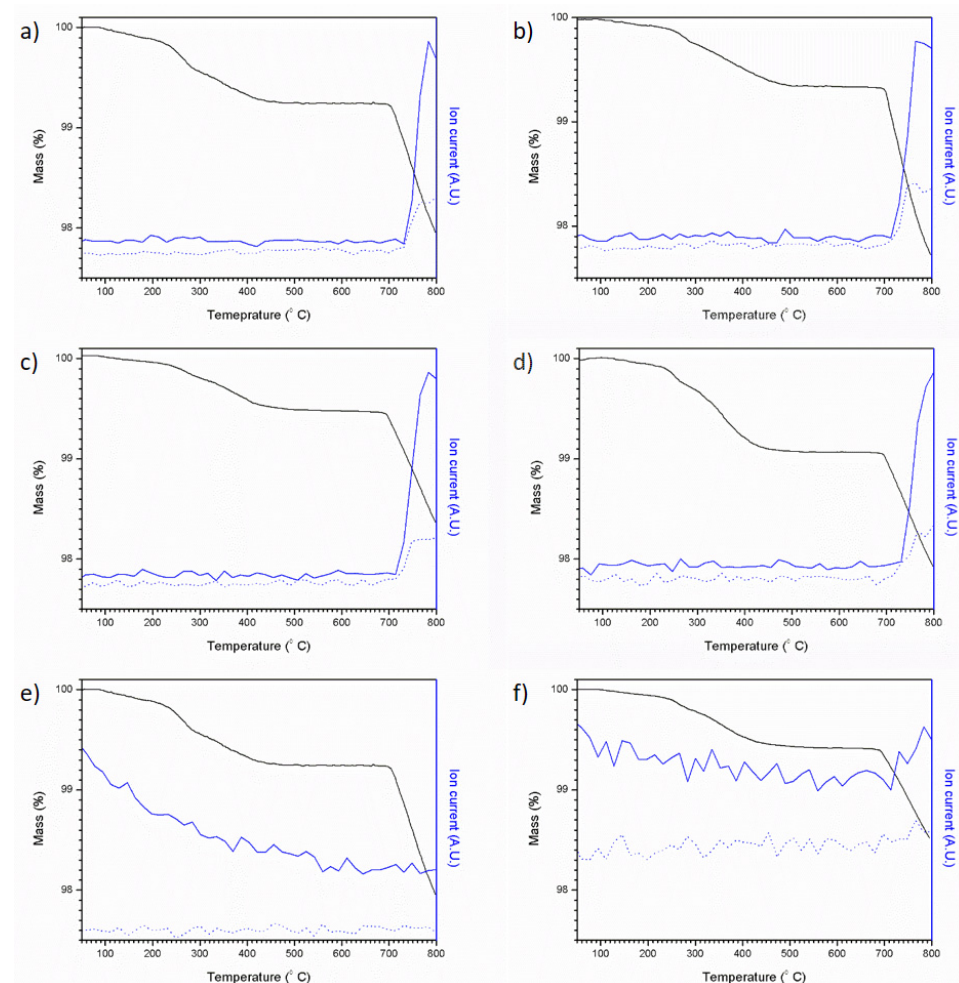 a)
100
99
98
Mass (%)
Ion current (A.U.)
100 200 300 400 500 600 700 800
Temeprature (° C)
b)
100
99
98
Mass (%)
Ion current (A.U.)
100 200 300 400 500 600 700 800
Temperature (° C)
c)
100
99
98
Mass (%)
Ion current (A.U.)
100 200 300 400 500 600 700 800
Temperature (° C)
d)
100
99
98
Mass (%)
Ion current (A.U.)
100 200 300 400 500 600 700 800
Temperature (° C)
e)
100
99
98
Mass (%)
Ion current (A.U.)
100 200 300 400 500 600 700 800
Temperature (° C)
f)
100
99
98
Mass (%)
Ion current (A.U.)
100 200 300 400 500 600 700 800
Temperature (° C)